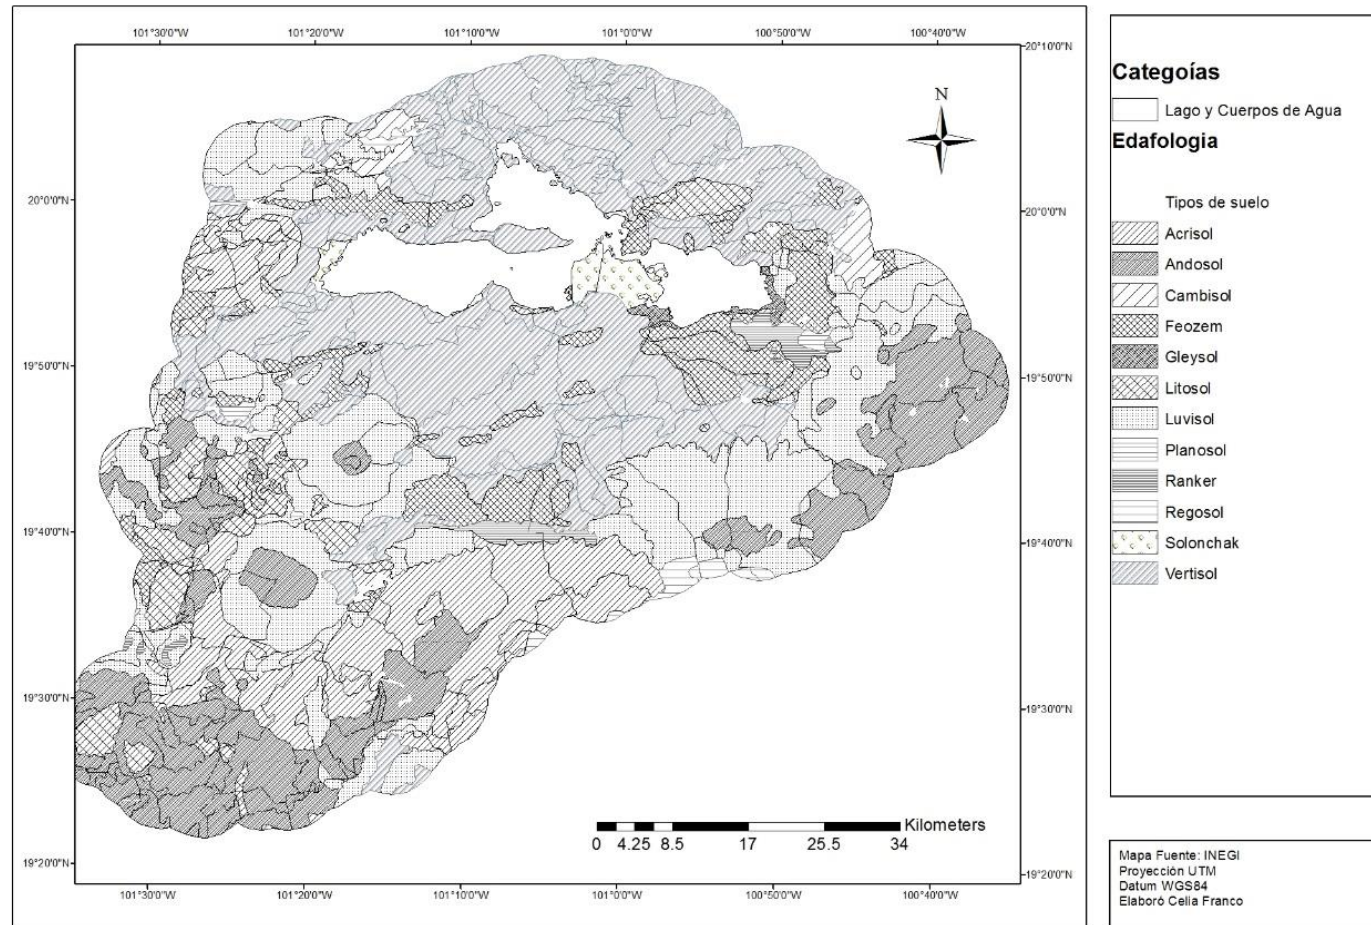 101°30'0"W 101°20'0"W 101°10'0"W 101°0'0"W 100°50'0"W 100°40'0"W
20°10'0"N
N
20°0'0"N 20°0'0"N
19°50'0"N 19°50'0"N
19°40'0"N 19°40'0"N
19°30'0"N 19°30'0"N
19°20'0"N 19°20'0"N
Kilometers
0 4.25 8.5 17 25.5 34
101°30'0"W 101°20'0"W 101°10'0"W 101°0'0"W 100°50'0"W 100°40'0"W
Categoías
Lago y Cuerpos de Agua
Edafologia
Tipos de suelo
Acrisol
Andosol
Cambisol
Feozem
Gleysol
Litosol
Luvisol
Planosol
Ranker
Regosol
Solonchak
Vertisol
Mapa Fuente: INEGI
Proyección UTM
Datum WGS84
Elaboró Celia Franco